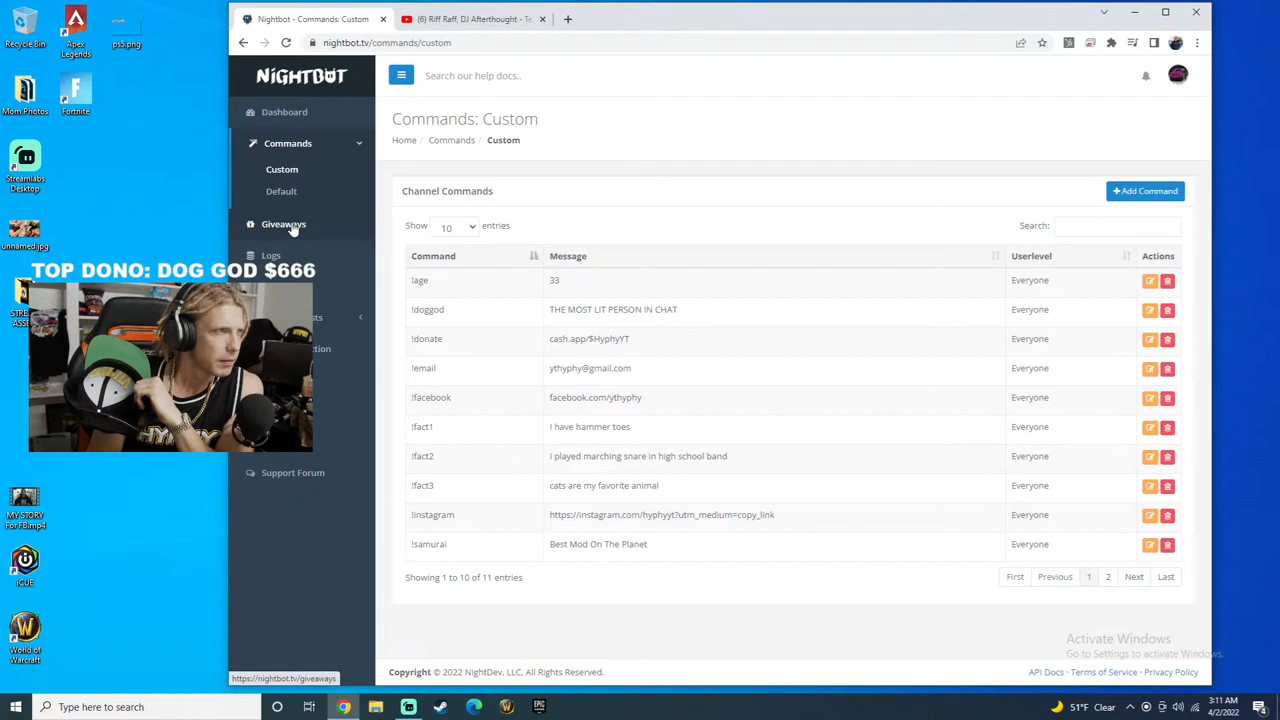 Recycle Bin
Apex Legends
ps5.png
Mom Photos
Fortnite
Streamlabs Desktop
unnamed.jpg
MY STORY For FB.mp4
iCUE
World of Warcraft
Nightbot - Commands: Custom
(6) Riff Raff, DJ Afterthought - Te
nightbot.tv/commands/custom
NIGHTBOT
Search our help docs..
Dashboard
Commands
Custom
Default
Giveaways
Logs
Support Forum
TOP DONO: DOG GOD $666
Commands: Custom
Home / Commands / Custom
Channel Commands
+ Add Command
Show 10 entries
Search:
Command Message Userlevel Actions
!age 33 Everyone
!doggod THE MOST LIT PERSON IN CHAT Everyone
!donate cash.app/$HyphyYT Everyone
!email ythyphy@gmail.com Everyone
!facebook facebook.com/ythyphy Everyone
!fact1 I have hammer toes Everyone
!fact2 I played marching snare in high school band Everyone
!fact3 cats are my favorite animal Everyone
!instagram https://instagram.com/hyphyyt?utm_medium=copy_link Everyone
!samurai Best Mod On The Planet Everyone
Showing 1 to 10 of 11 entries
First Previous 1 2 Next Last
Activate Windows
Go to Settings to activate Windows.
Copyright © 2022 NightDev, LLC. All Rights Reserved.
API Docs - Terms of Service - Privacy Policy
https://nightbot.tv/giveaways
Type here to search
51°F Clear
3:11 AM
4/2/2022
4